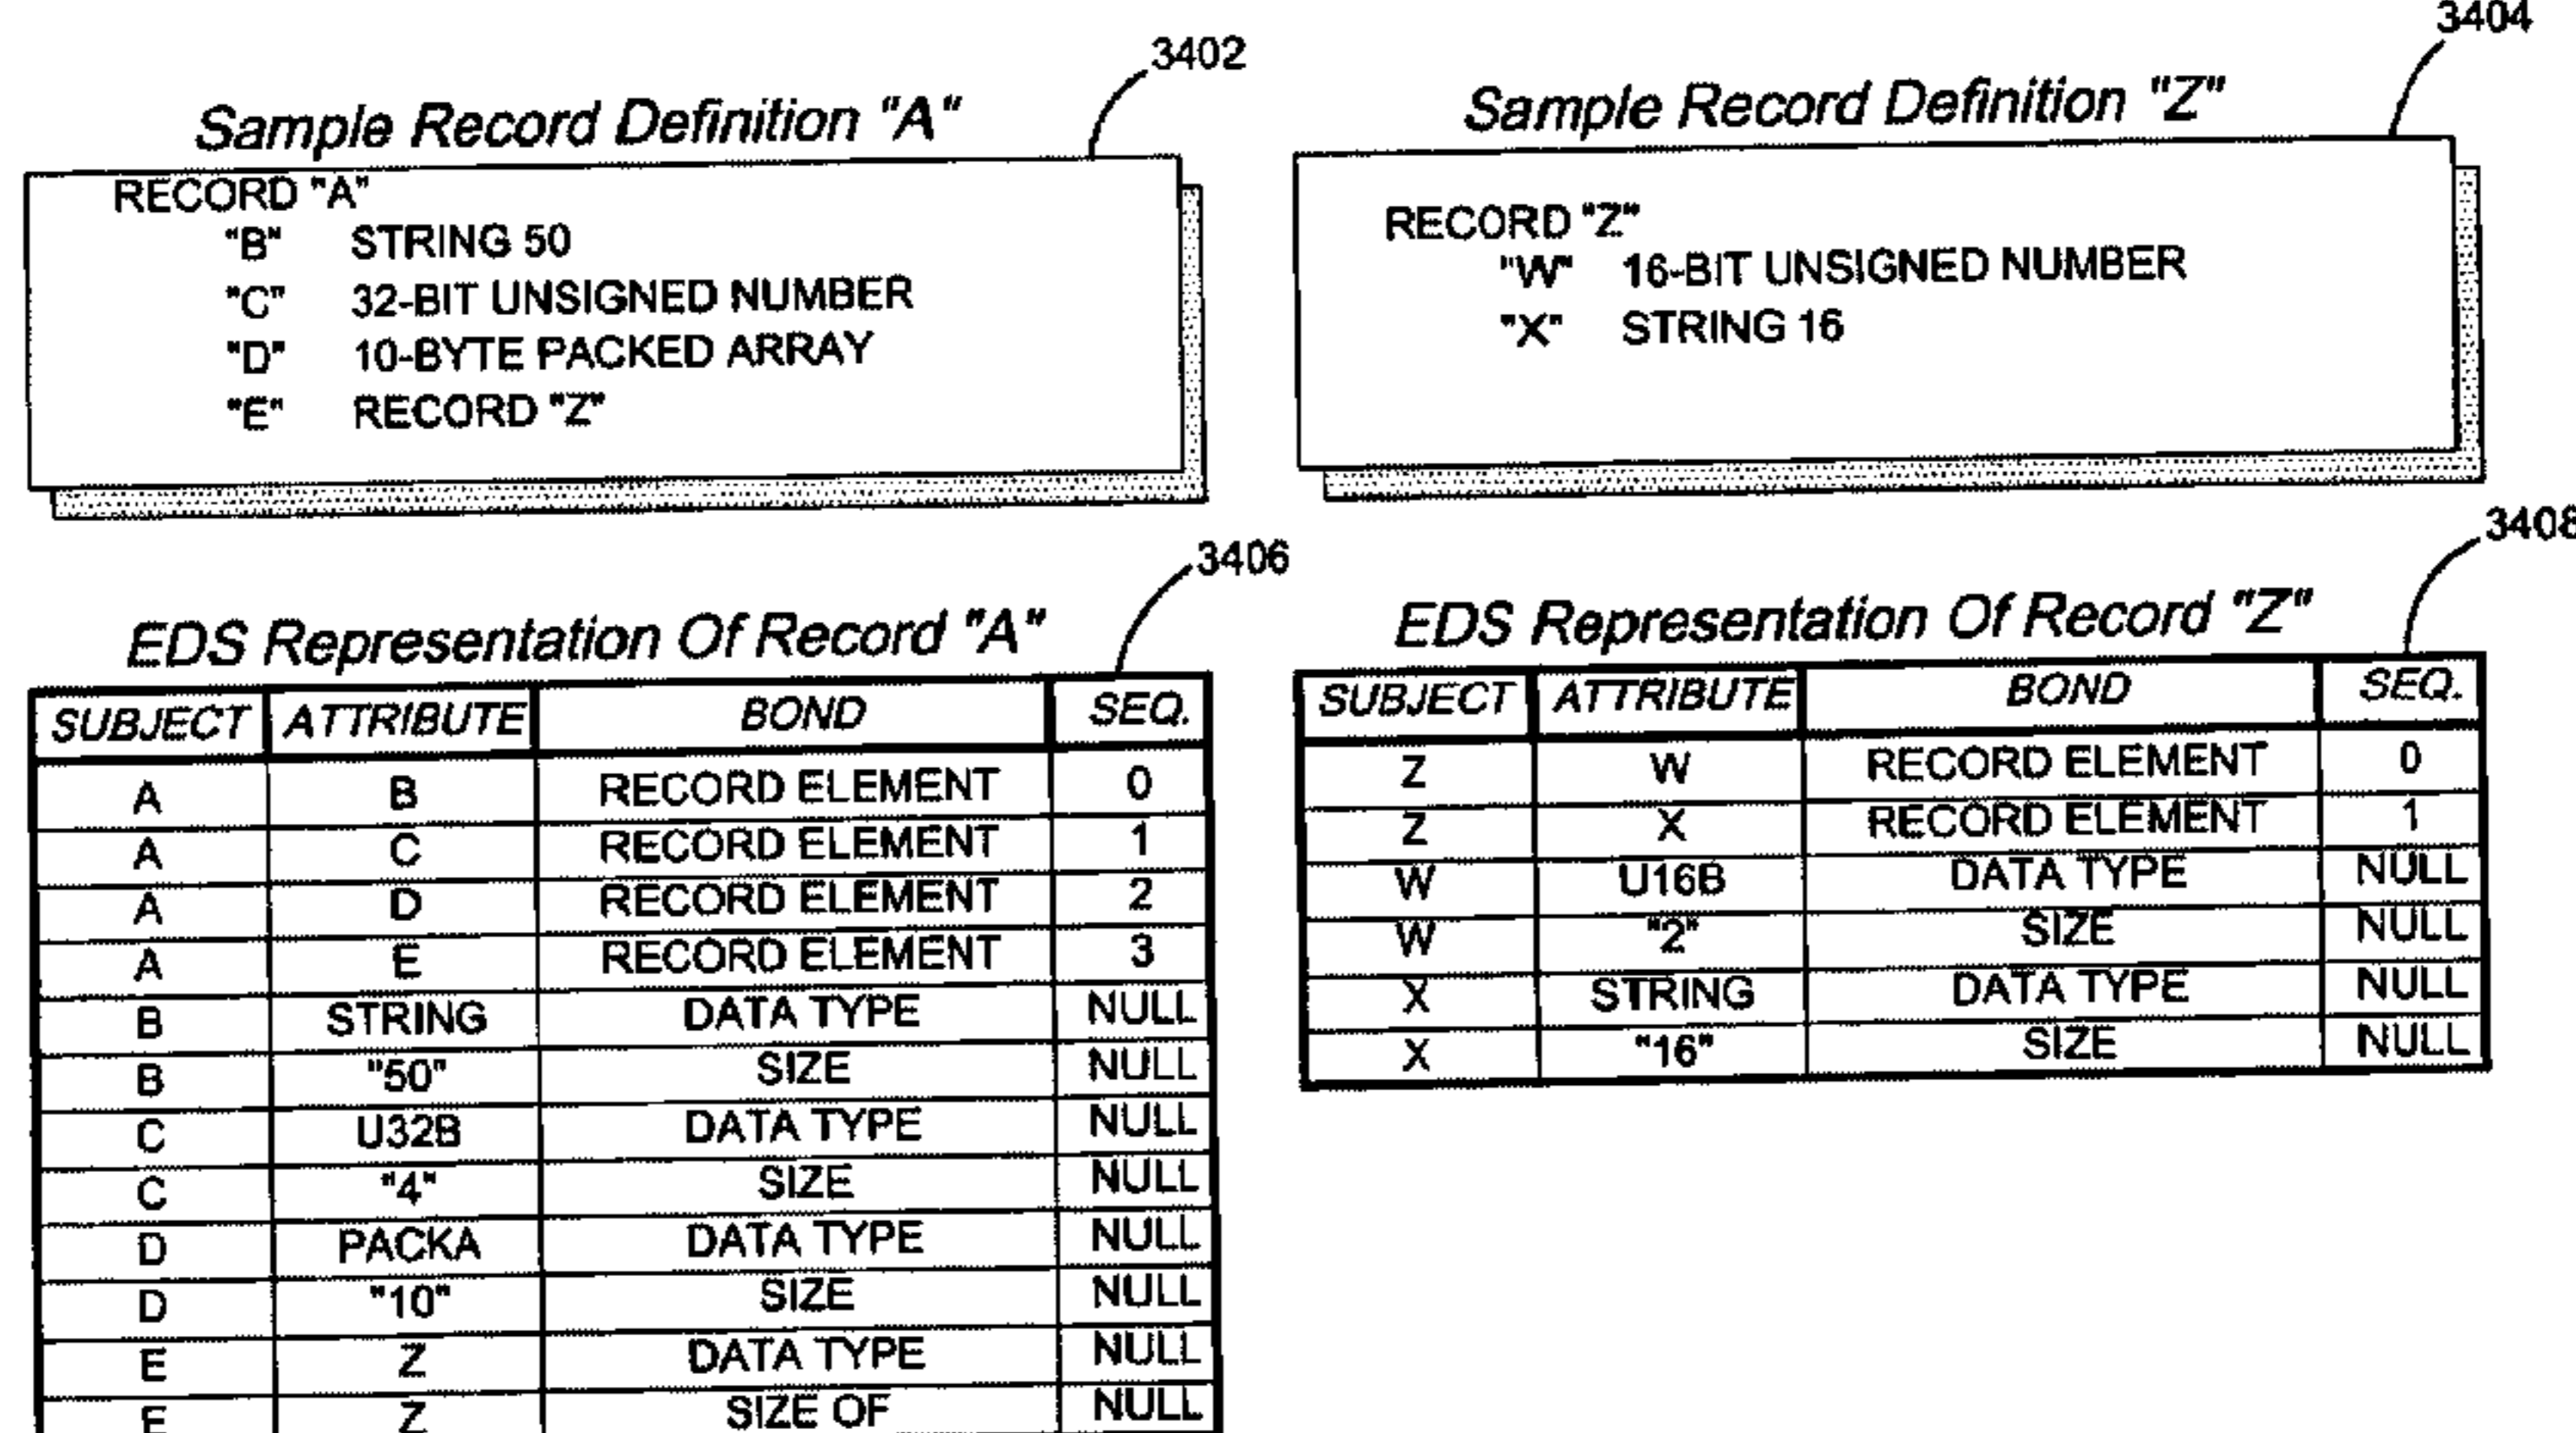 3402
Sample Record Definition "A"
RECORD "A"
"B" STRING 50
"C" 32-BIT UNSIGNED NUMBER
"D" 10-BYTE PACKED ARRAY
"E" RECORD "Z"
3404
Sample Record Definition "Z"
RECORD "Z"
"W" 16-BIT UNSIGNED NUMBER
"X" STRING 16
3406
EDS Representation Of Record "A"
SUBJECT ATTRIBUTE BOND SEQ.
A B RECORD ELEMENT 0
A C RECORD ELEMENT 1
A D RECORD ELEMENT 2
A E RECORD ELEMENT 3
B STRING DATA TYPE NULL
B "50" SIZE NULL
C U32B DATA TYPE NULL
C "4" SIZE NULL
D PACKA DATA TYPE NULL
D "10" SIZE NULL
E Z DATA TYPE NULL
E Z SIZE OF NULL
3408
EDS Representation Of Record "Z"
SUBJECT ATTRIBUTE BOND SEQ.
Z W RECORD ELEMENT 0
Z X RECORD ELEMENT 1
W U16B DATA TYPE NULL
W "2" SIZE NULL
X STRING DATA TYPE NULL
X "16" SIZE NULL